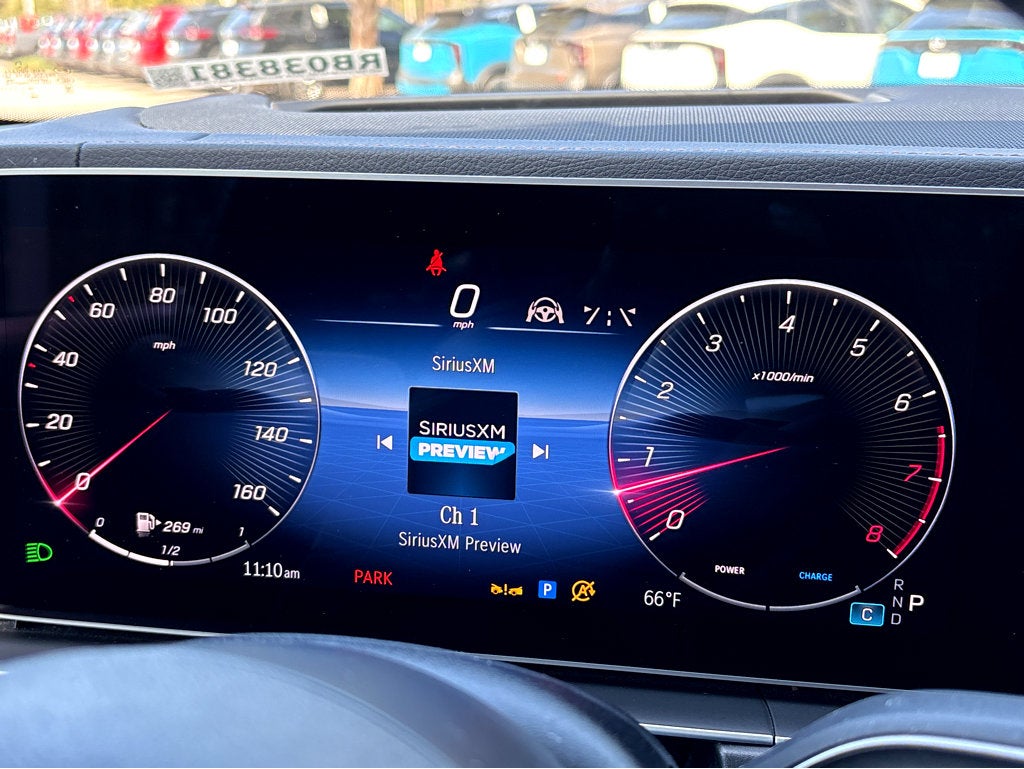 RB038381
80
60
100
mph
40
120
20
140
0
160
0
269 mi
1
1/2
11:10am
0
mph
SiriusXM
SIRIUSXM
PREVIEW
Ch 1
SiriusXM Preview
PARK
P
A
66°F
4
3
5
x1000/min
2
6
1
7
0
8
POWER
CHARGE
C
R
N
D
P